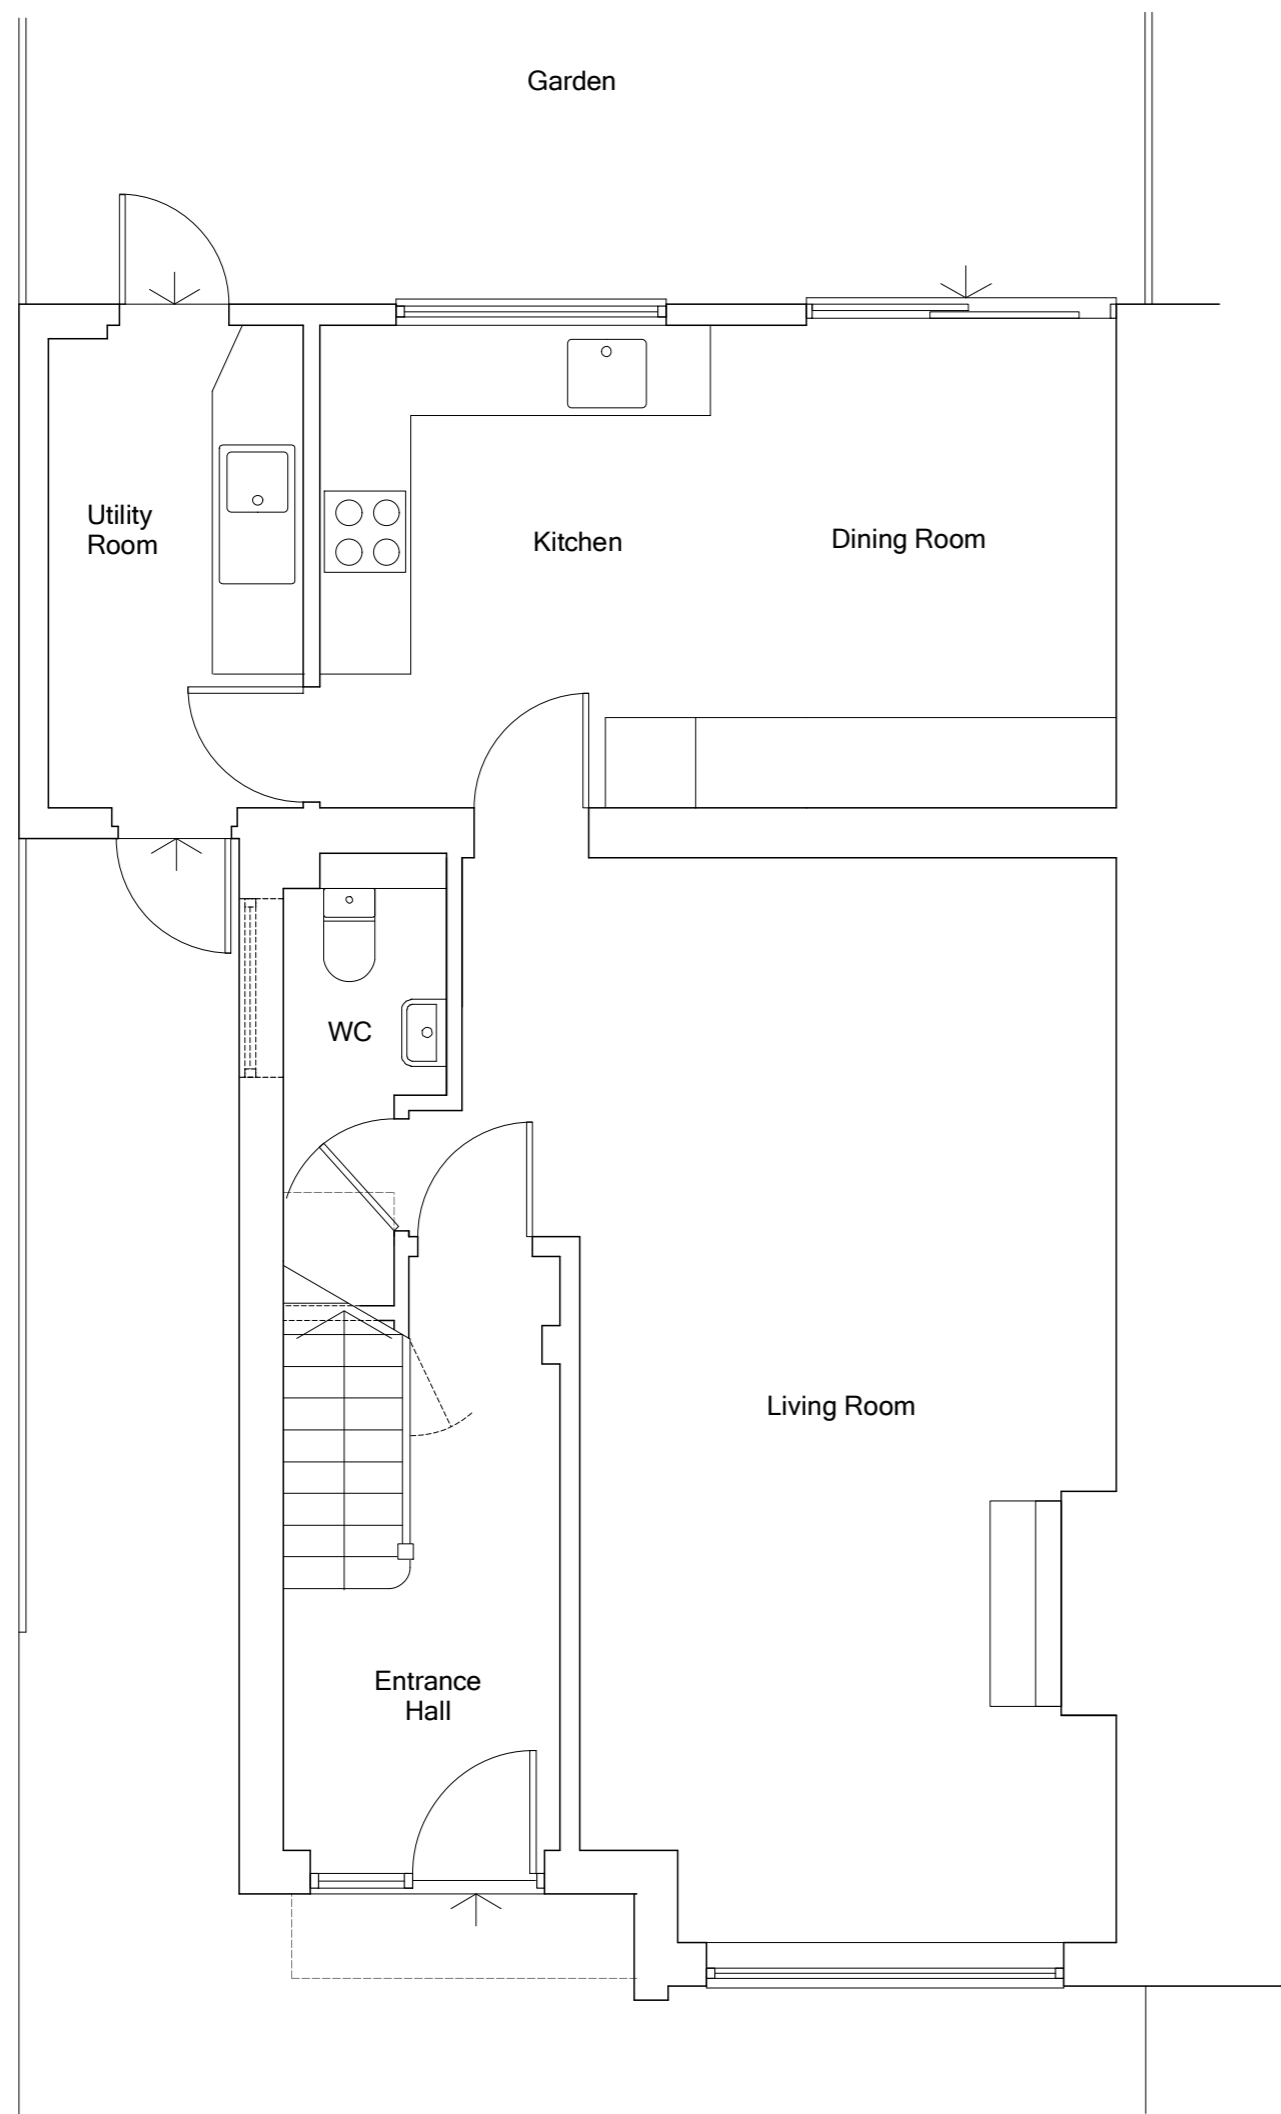 Garden
Utility
Room
Kitchen
Dining Room
WC
Living Room
Entrance
Hall